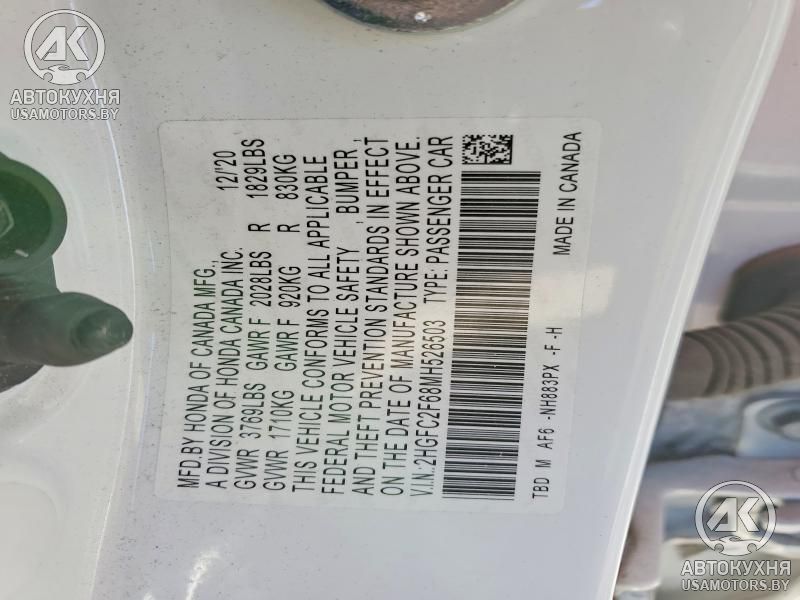 AK
АВТОКУХНЯ
USAMOTORS.BY
MFD.BY HONDA OF CANADA MFG., 12/'20
A DIVISION OF HONDA CANADA INC.
GVWR 3769LBS GAWR F 2028LBS R 1829LBS
GVWR 1710KG GAWR F 920KG R 830KG
THIS VEHICLE CONFORMS TO ALL APPLICABLE
FEDERAL MOTOR VEHICLE SAFETY , BUMPER ,
AND THEFT PREVENTION STANDARDS IN EFFECT
ON THE DATE OF MANUFACTURE SHOWN ABOVE.
V.I.N.:2HGFC2F68MH526503 TYPE: PASSENGER CAR
TBD M AF6 -NH883PX -F -H MADE IN CANADA
AK
АВТОКУХНЯ
USAMOTORS.BY